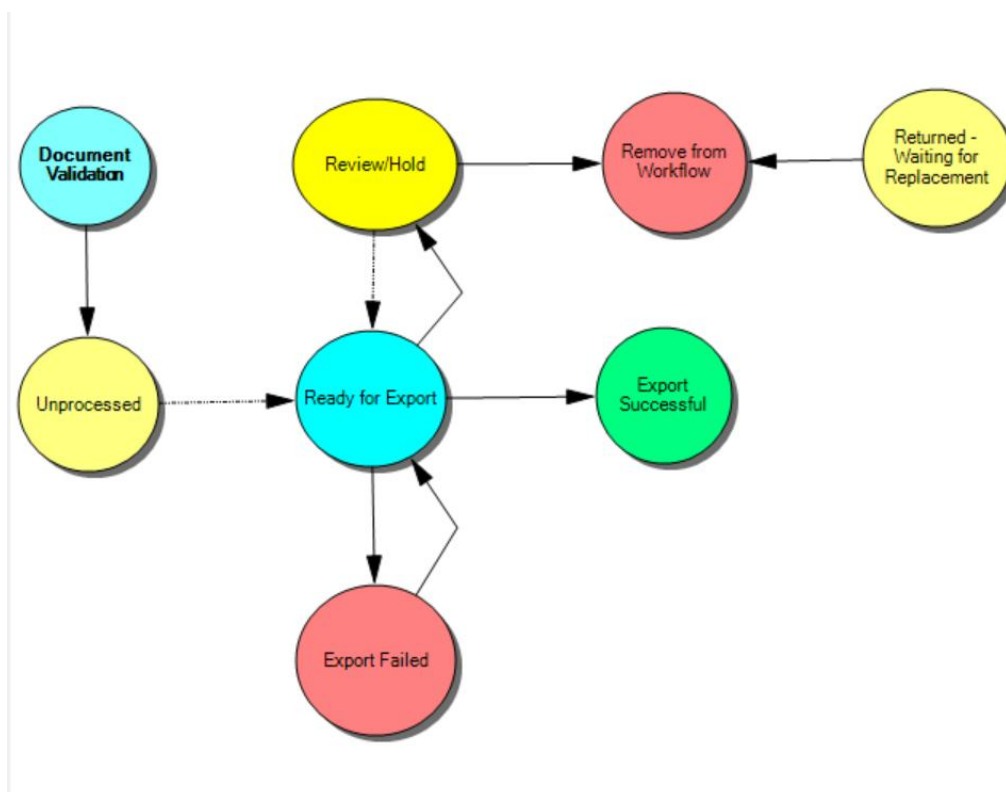 Document
Validation
Review/Hold
Remove from
Workflow
Returned -
Waiting for
Replacement
Unprocessed
Ready for Export
Export
Successful
Export Failed